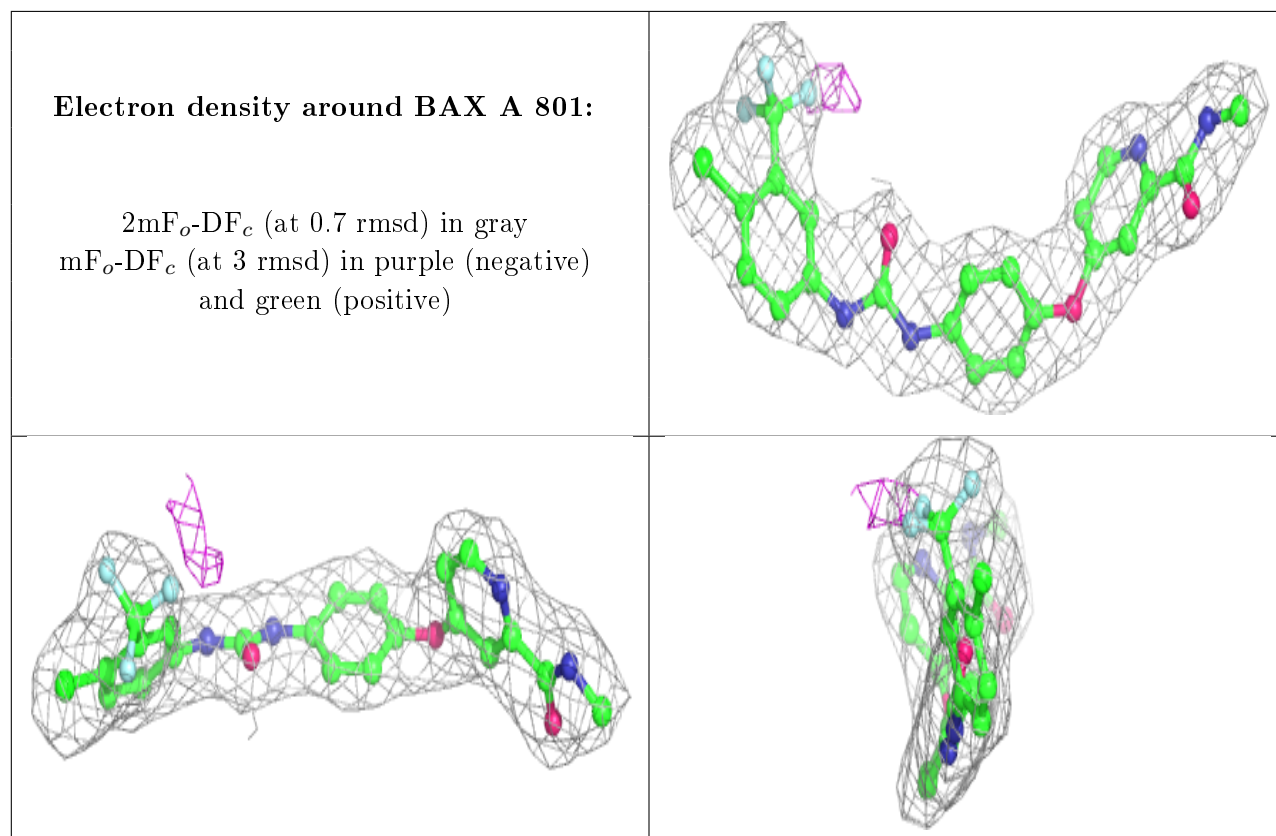 Electron density around BAX A 801:
2mFo-DFc (at 0.7 rmsd) in gray
mFo-DFc (at 3 rmsd) in purple (negative)
and green (positive)